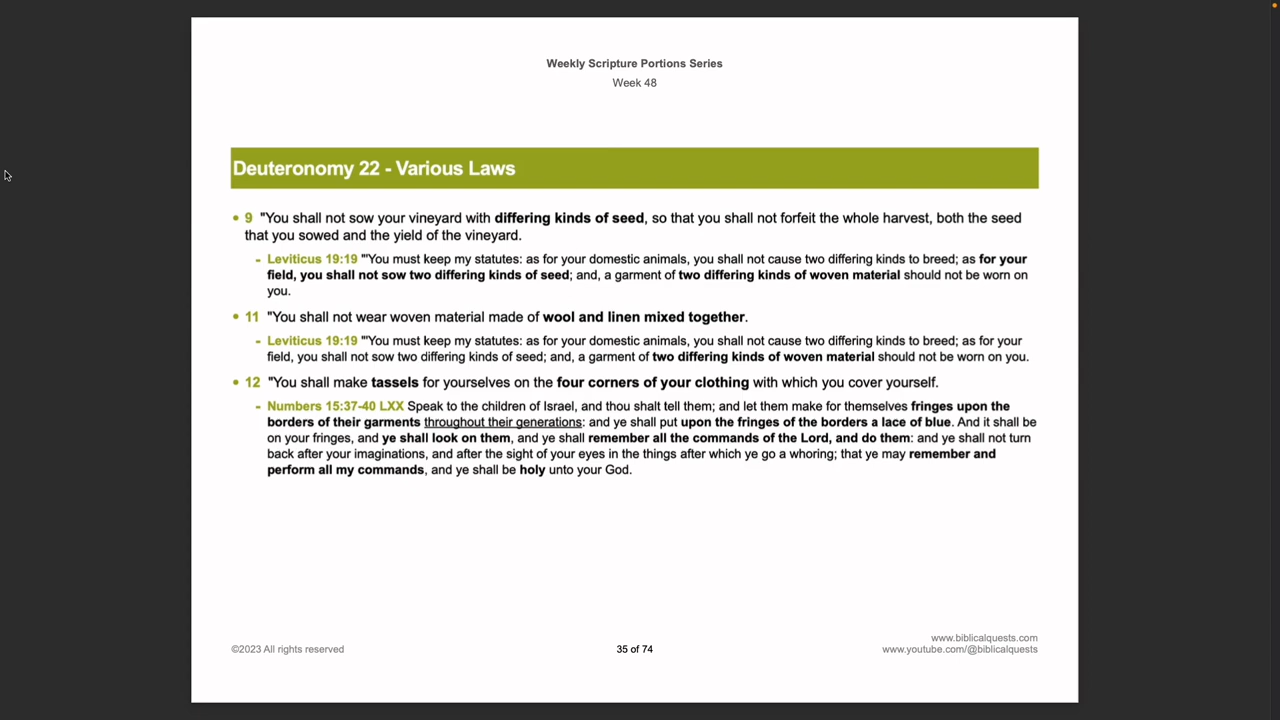 Weekly Scripture Portions Series
Week 48
Deuteronomy 22 - Various Laws
• 9 "You shall not sow your vineyard with differing kinds of seed, so that you shall not forfeit the whole harvest, both the seed
that you sowed and the yield of the vineyard.
- Leviticus 19:19 "'You must keep my statutes: as for your domestic animals, you shall not cause two differing kinds to breed; as for your
field, you shall not sow two differing kinds of seed; and, a garment of two differing kinds of woven material should not be worn on
you.
• 11 "You shall not wear woven material made of wool and linen mixed together.
- Leviticus 19:19 "'You must keep my statutes: as for your domestic animals, you shall not cause two differing kinds to breed; as for your
field, you shall not sow two differing kinds of seed; and, a garment of two differing kinds of woven material should not be worn on you.
• 12 "You shall make tassels for yourselves on the four corners of your clothing with which you cover yourself.
- Numbers 15:37-40 LXX Speak to the children of Israel, and thou shalt tell them; and let them make for themselves fringes upon the
borders of their garments throughout their generations: and ye shall put upon the fringes of the borders a lace of blue. And it shall be
on your fringes, and ye shall look on them, and ye shall remember all the commands of the Lord, and do them: and ye shall not turn
back after your imaginations, and after the sight of your eyes in the things after which ye go a whoring; that ye may remember and
perform all my commands, and ye shall be holy unto your God.
©2023 All rights reserved
35 of 74
www.biblicalquests.com
www.youtube.com/@biblicalquests